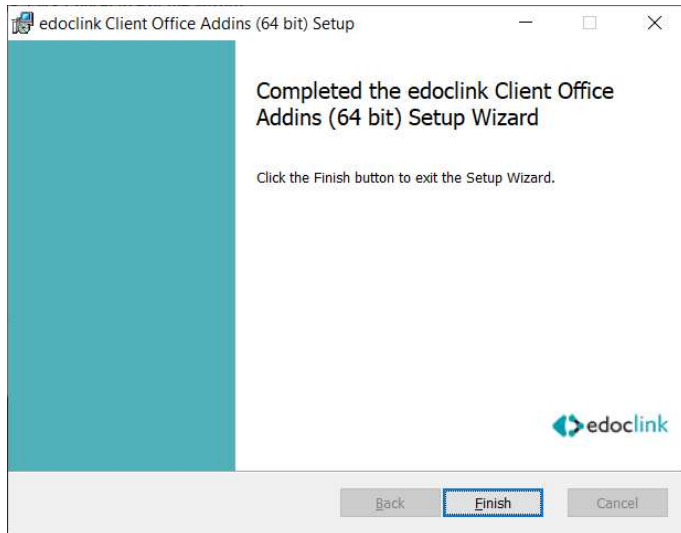 edoclink Client Office Addins (64 bit) Setup
Completed the edoclink Client Office
Addins (64 bit) Setup Wizard
Click the Finish button to exit the Setup Wizard.
edoclink
Back
Finish
Cancel